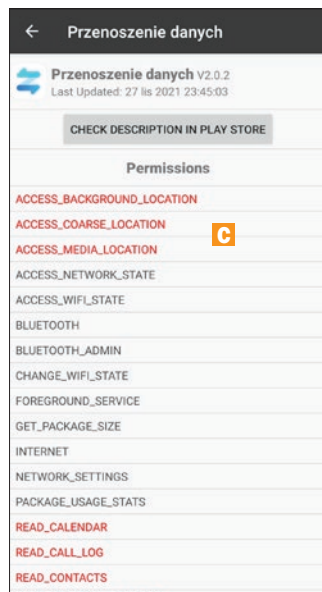 ← Przenoszenie danych
Przenoszenie danych V2.0.2
Last Updated: 27 lis 2021 23:45:03
CHECK DESCRIPTION IN PLAY STORE
Permissions
ACCESS_BACKGROUND_LOCATION
ACCESS_COARSE_LOCATION
C
ACCESS_MEDIA_LOCATION
ACCESS_NETWORK_STATE
ACCESS_WIFI_STATE
BLUETOOTH
BLUETOOTH_ADMIN
CHANGE_WIFI_STATE
FOREGROUND_SERVICE
GET_PACKAGE_SIZE
INTERNET
NETWORK_SETTINGS
PACKAGE_USAGE_STATS
READ_CALENDAR
READ_CALL_LOG
READ_CONTACTS